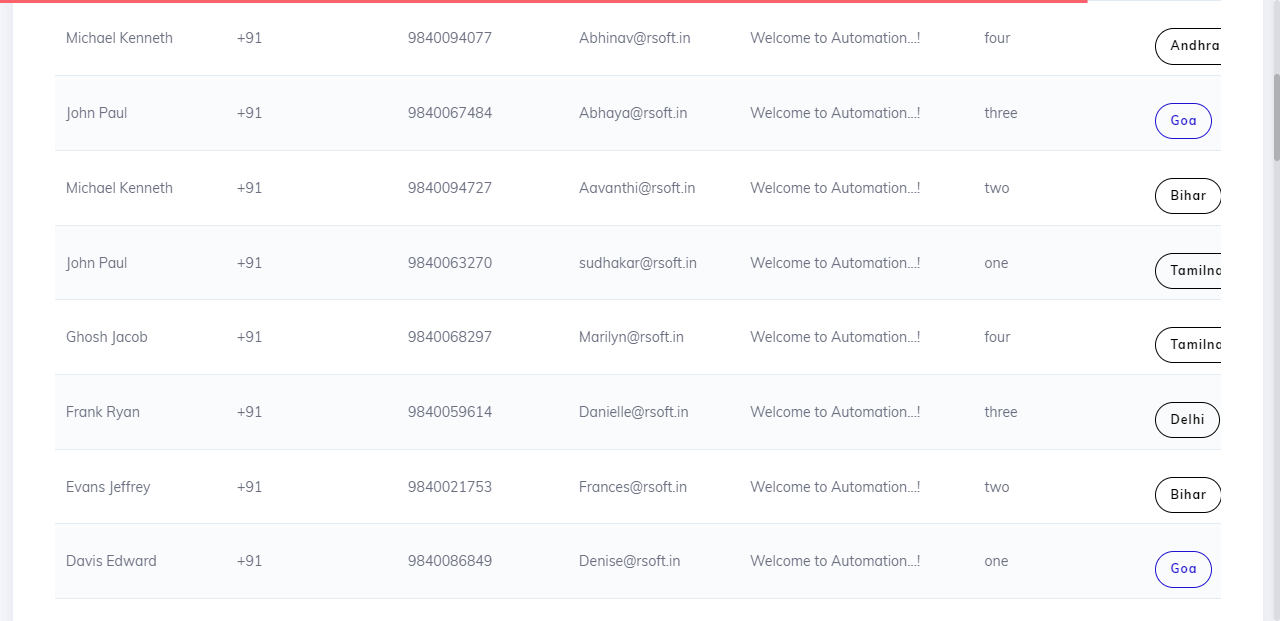 Michael Kenneth +91 9840094077 Abhinav@rsoft.in Welcome to Automation...! four Andhra
John Paul +91 9840067484 Abhaya@rsoft.in Welcome to Automation...! three Goa
Michael Kenneth +91 9840094727 Aavanthi@rsoft.in Welcome to Automation...! two Bihar
John Paul +91 9840063270 sudhakar@rsoft.in Welcome to Automation...! one Tamilna
Ghosh Jacob +91 9840068297 Marilyn@rsoft.in Welcome to Automation...! four Tamilna
Frank Ryan +91 9840059614 Danielle@rsoft.in Welcome to Automation...! three Delhi
Evans Jeffrey +91 9840021753 Frances@rsoft.in Welcome to Automation...! two Bihar
Davis Edward +91 9840086849 Denise@rsoft.in Welcome to Automation...! one Goa